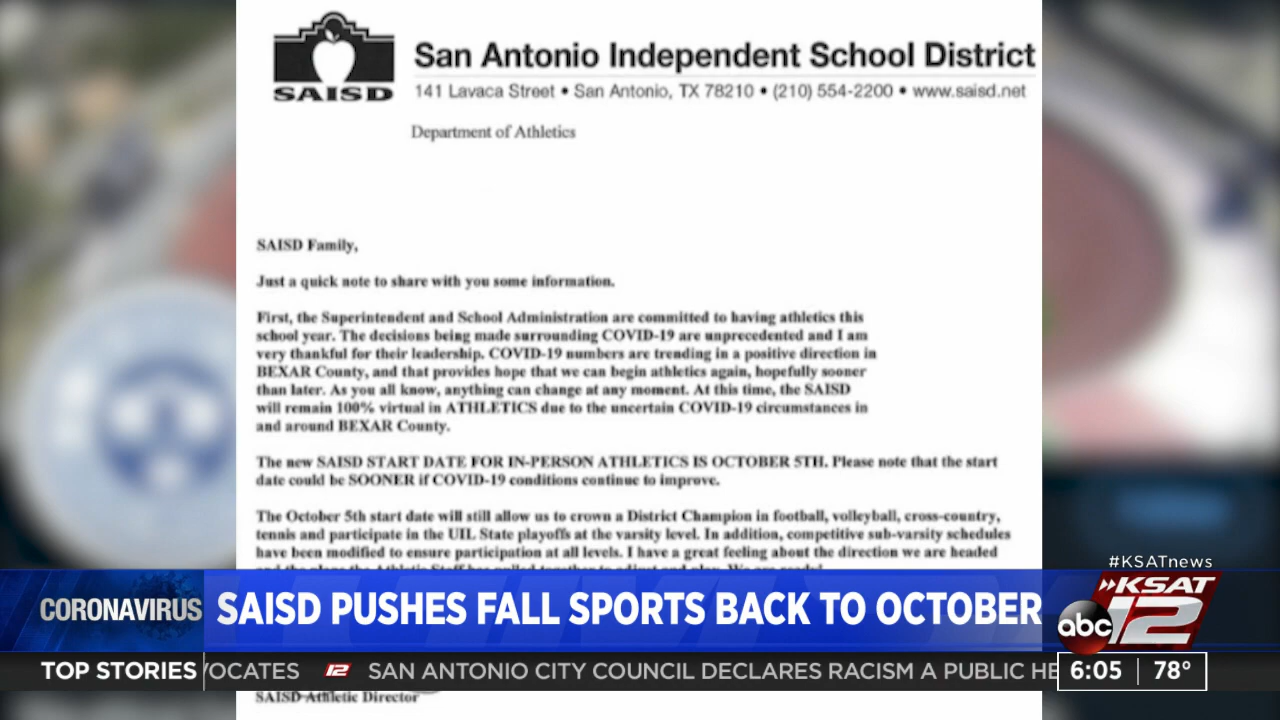 SAISD
San Antonio Independent School District
141 Lavaca Street • San Antonio, TX 78210 • (210) 554-2200 • www.saisd.net
Department of Athletics
SAISD Family,
Just a quick note to share with you some information.
First, the Superintendent and School Administration are committed to having athletics this
school year. The decisions being made surrounding COVID-19 are unprecedented and I am
very thankful for their leadership. COVID-19 numbers are trending in a positive direction in
BEXAR County, and that provides hope that we can begin athletics again, hopefully sooner
than later. As you all know, anything can change at any moment. At this time, the SAISD
will remain 100% virtual in ATHLETICS due to the uncertain COVID-19 circumstances in
and around BEXAR County.
The new SAISD START DATE FOR IN-PERSON ATHLETICS IS OCTOBER 5TH. Please note that the start
date could be SOONER if COVID-19 conditions continue to improve.
The October 5th start date will still allow us to crown a District Champion in football, volleyball, cross-country,
tennis and participate in the UIL State playoffs at the varsity level. In addition, competitive sub-varsity schedules
have been modified to ensure participation at all levels. I have a great feeling about the direction we are headed
#KSATnews
CORONAVIRUS SAISD PUSHES FALL SPORTS BACK TO OCTOBER
abc KSAT 12
TOP STORIES VOCATES 12 SAN ANTONIO CITY COUNCIL DECLARES RACISM A PUBLIC HE
6:05 78°
SAISD Athletic Director